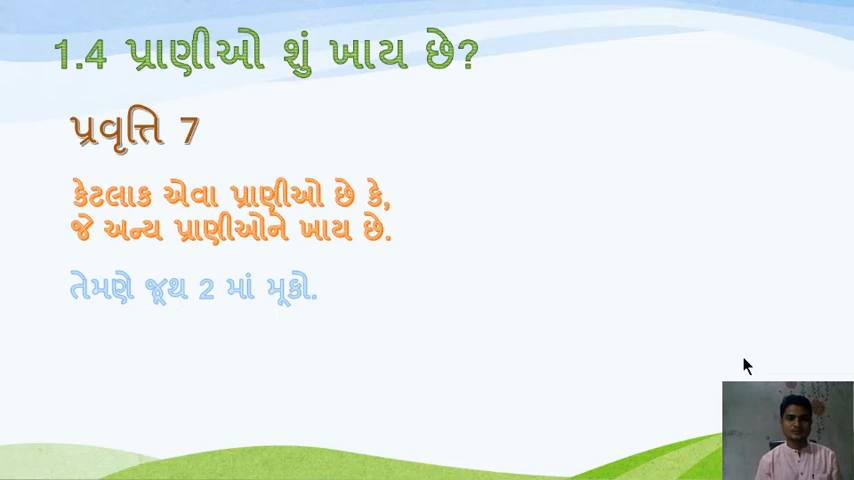 1.4 પ્રાણીઓ શું ખાય છે?
પ્રવૃત્તિ 7
કેટલાક એવા પ્રાણીઓ છે કે,
જે અન્ય પ્રાણીઓને ખાય છે.
તેમણે જૂથ 2 માં મૂકો.